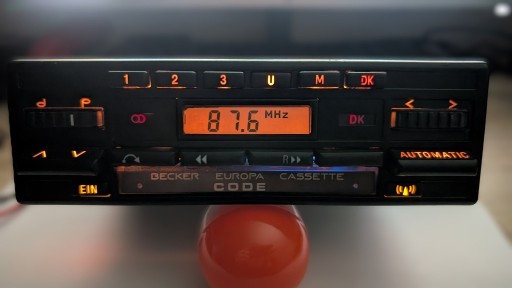 1 2 3 U M DK
P
87.6 MHz
DK
< >
◀◀ R▶▶
AUTOMATIC
BECKER EUROPA CASSETTE
CODE
EIN